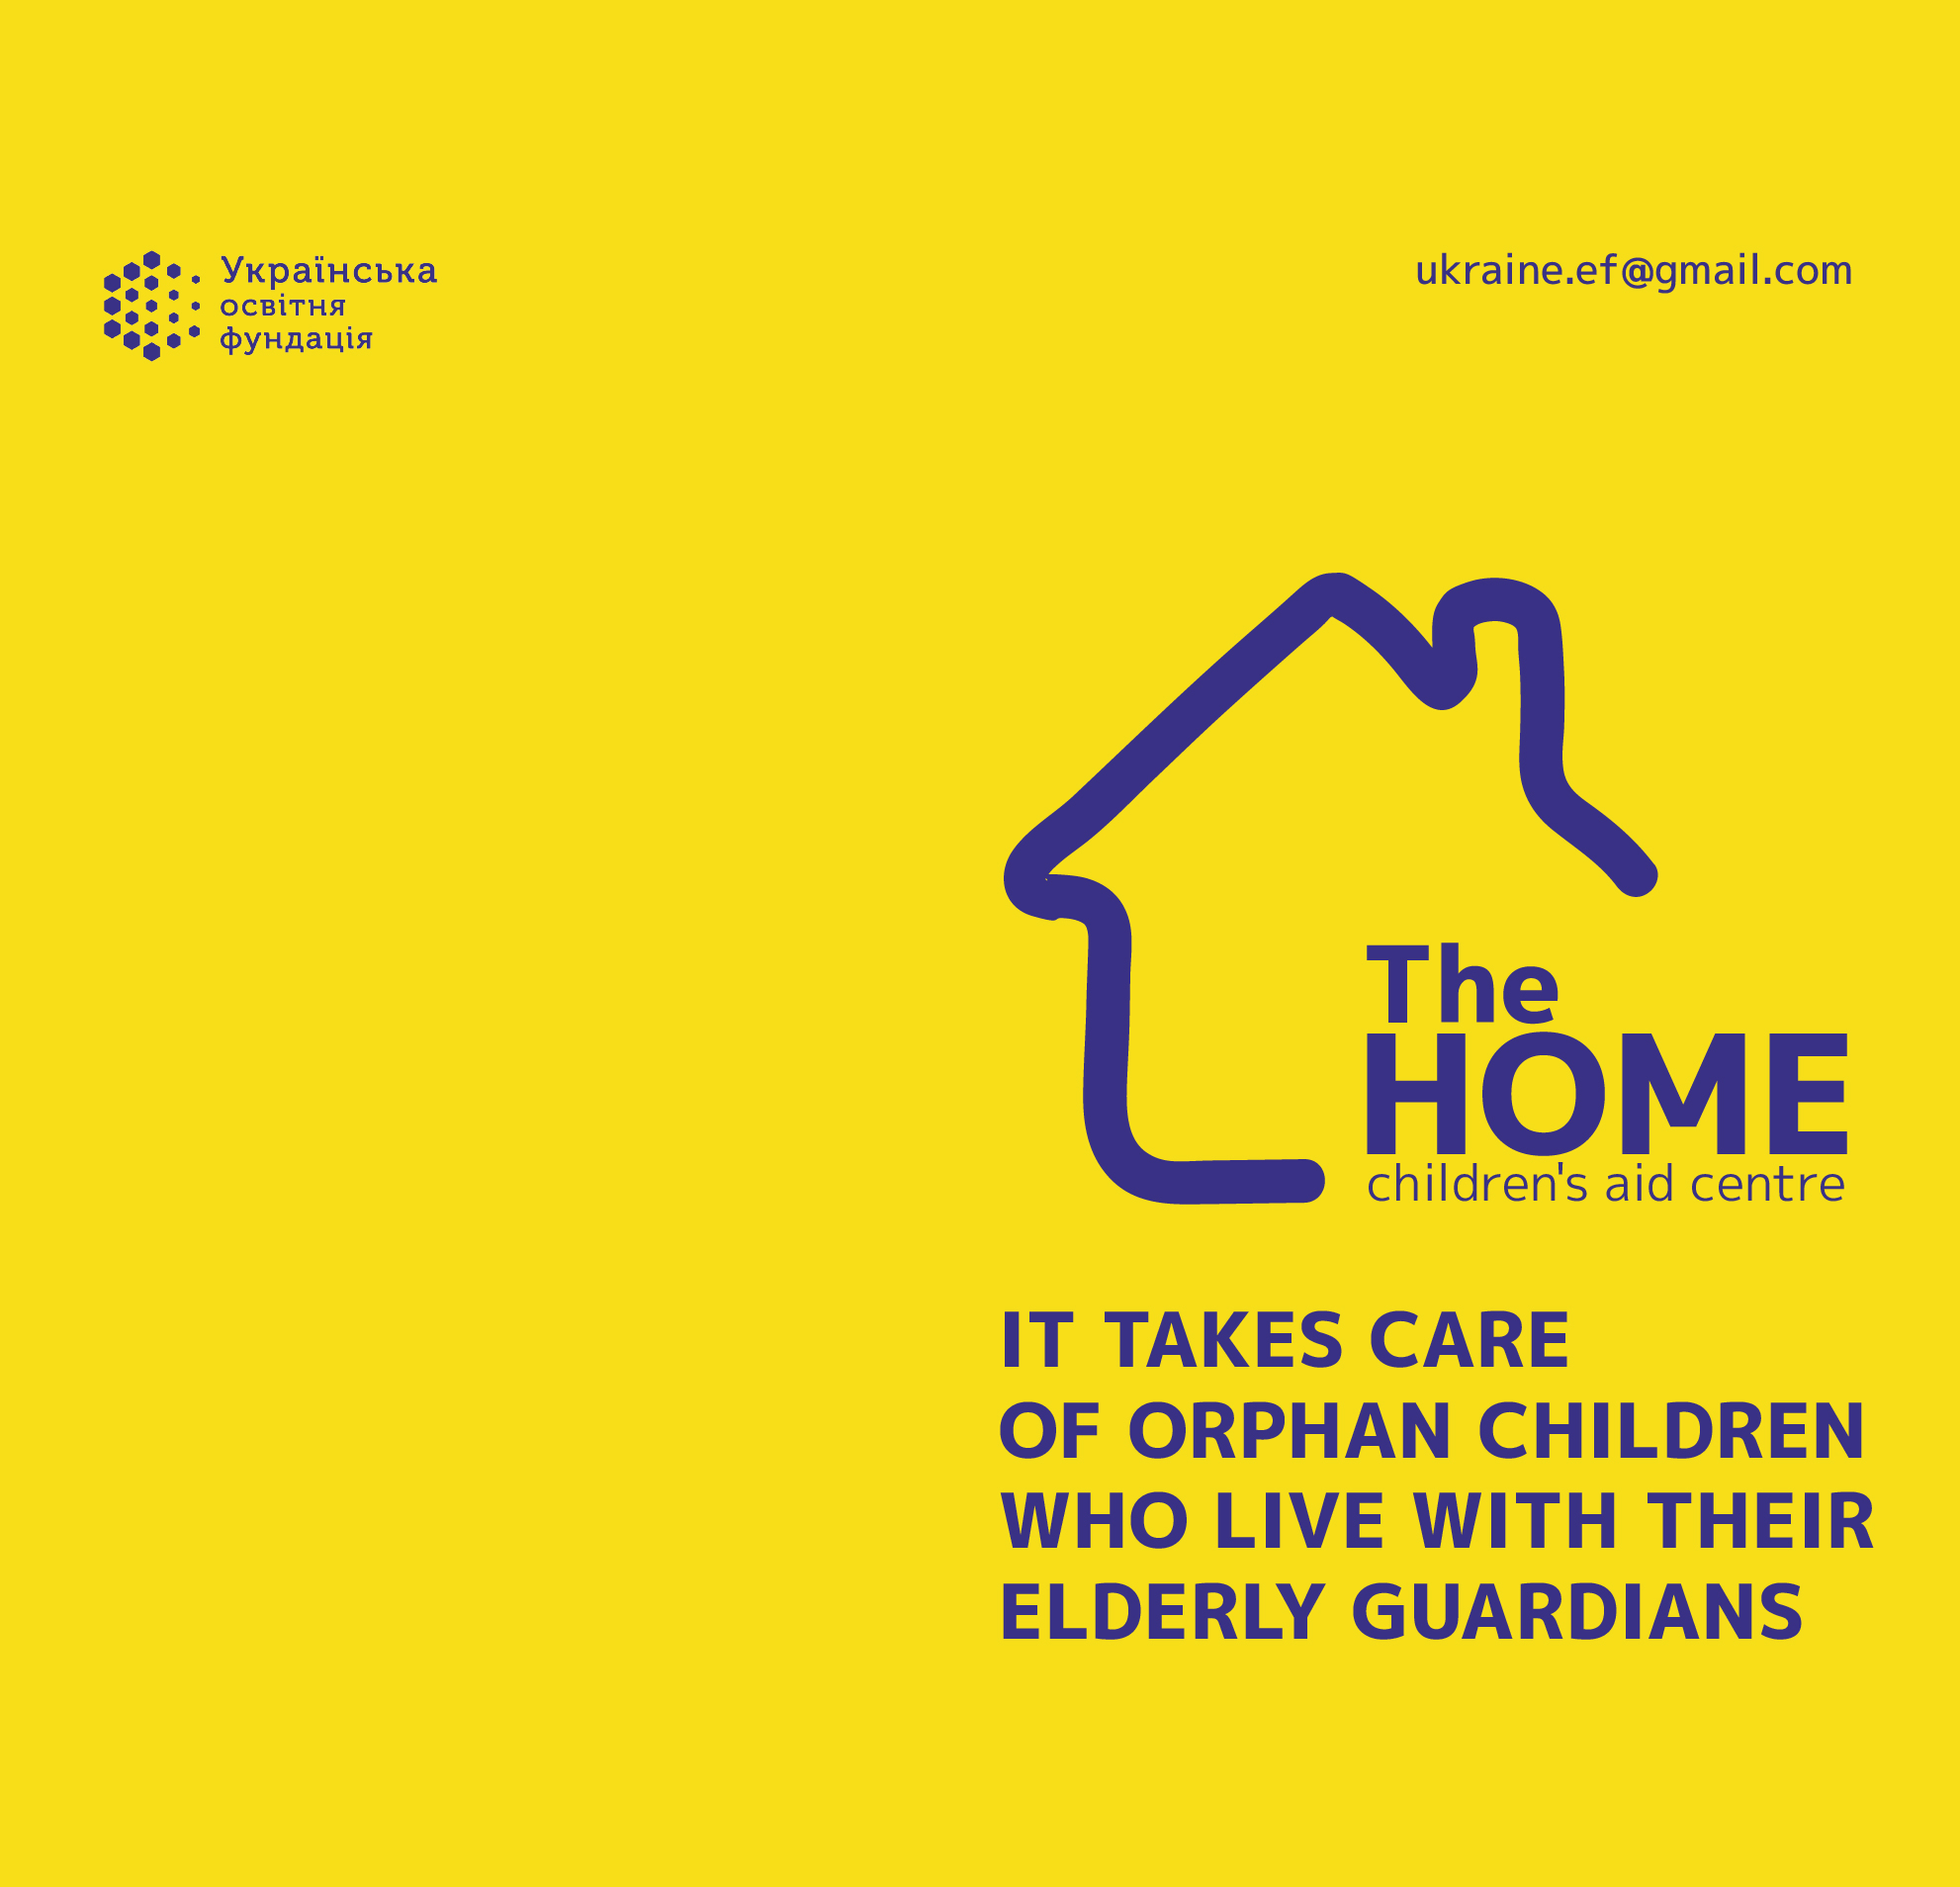 Українська
освітня
фундація
ukraine.ef@gmail.com
The
HOME
children's aid centre
IT TAKES CARE
OF ORPHAN CHILDREN
WHO LIVE WITH THEIR
ELDERLY GUARDIANS